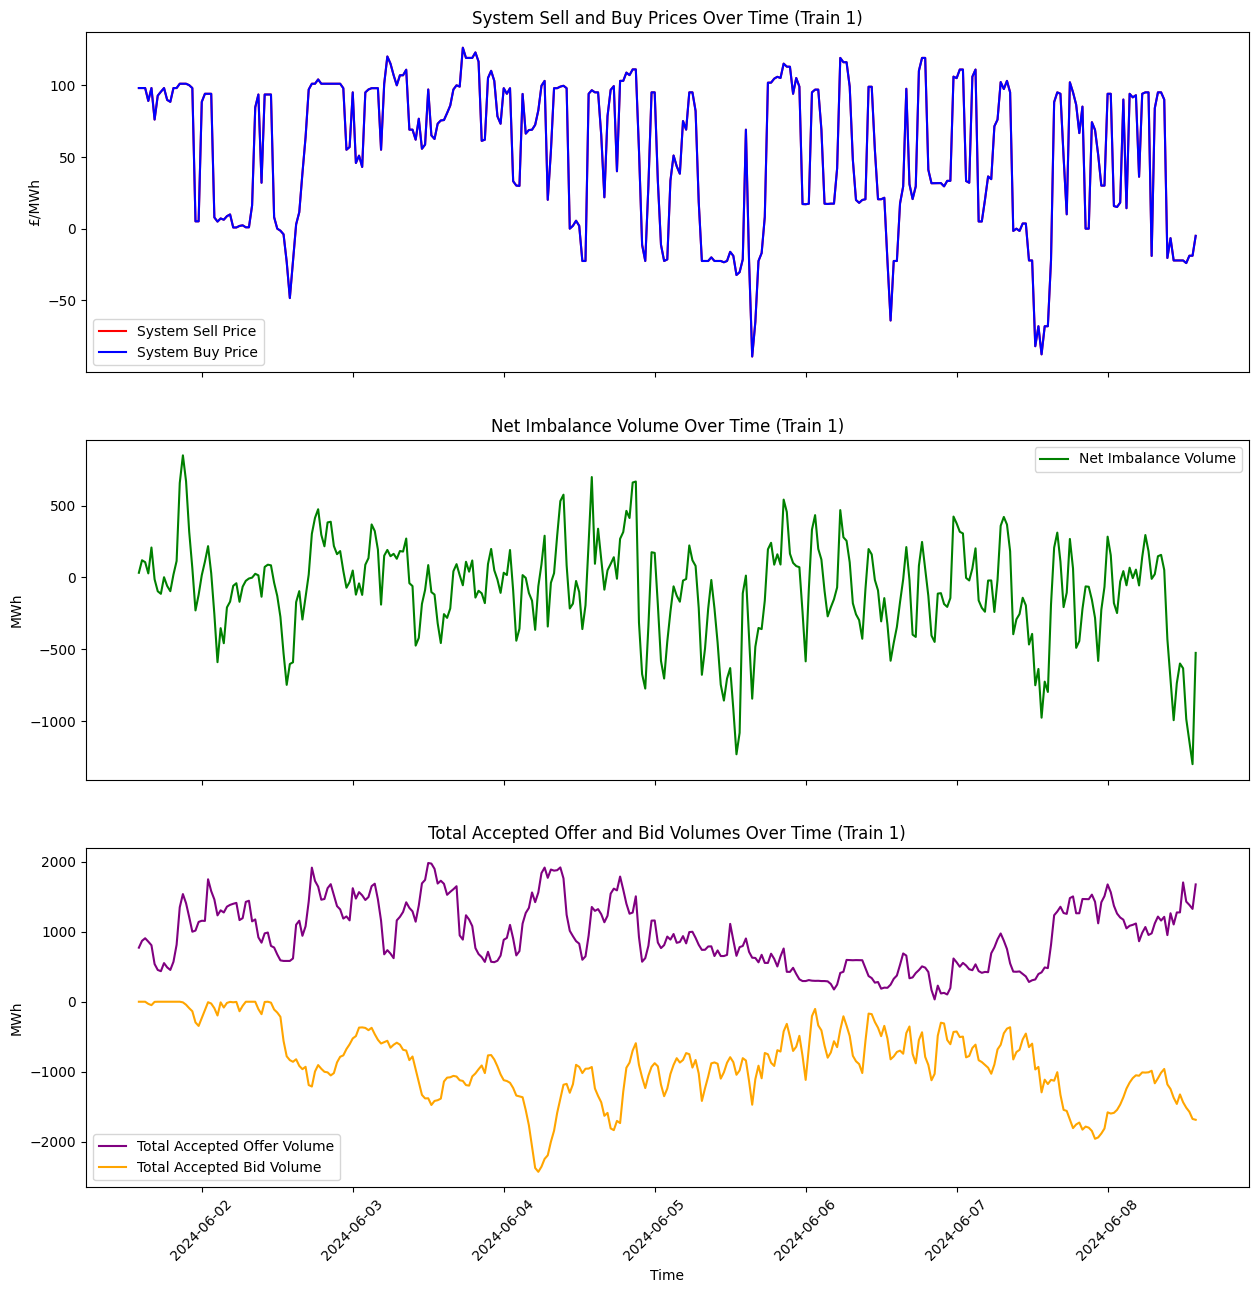 System Sell and Buy Prices Over Time (Train 1)
£/MWh
100
50
0
−50
System Sell Price
System Buy Price
Net Imbalance Volume Over Time (Train 1)
MWh
500
0
−500
−1000
Net Imbalance Volume
Total Accepted Offer and Bid Volumes Over Time (Train 1)
MWh
2000
1000
0
−1000
−2000
Total Accepted Offer Volume
Total Accepted Bid Volume
2024-06-02
2024-06-03
2024-06-04
2024-06-05
2024-06-06
2024-06-07
2024-06-08
Time